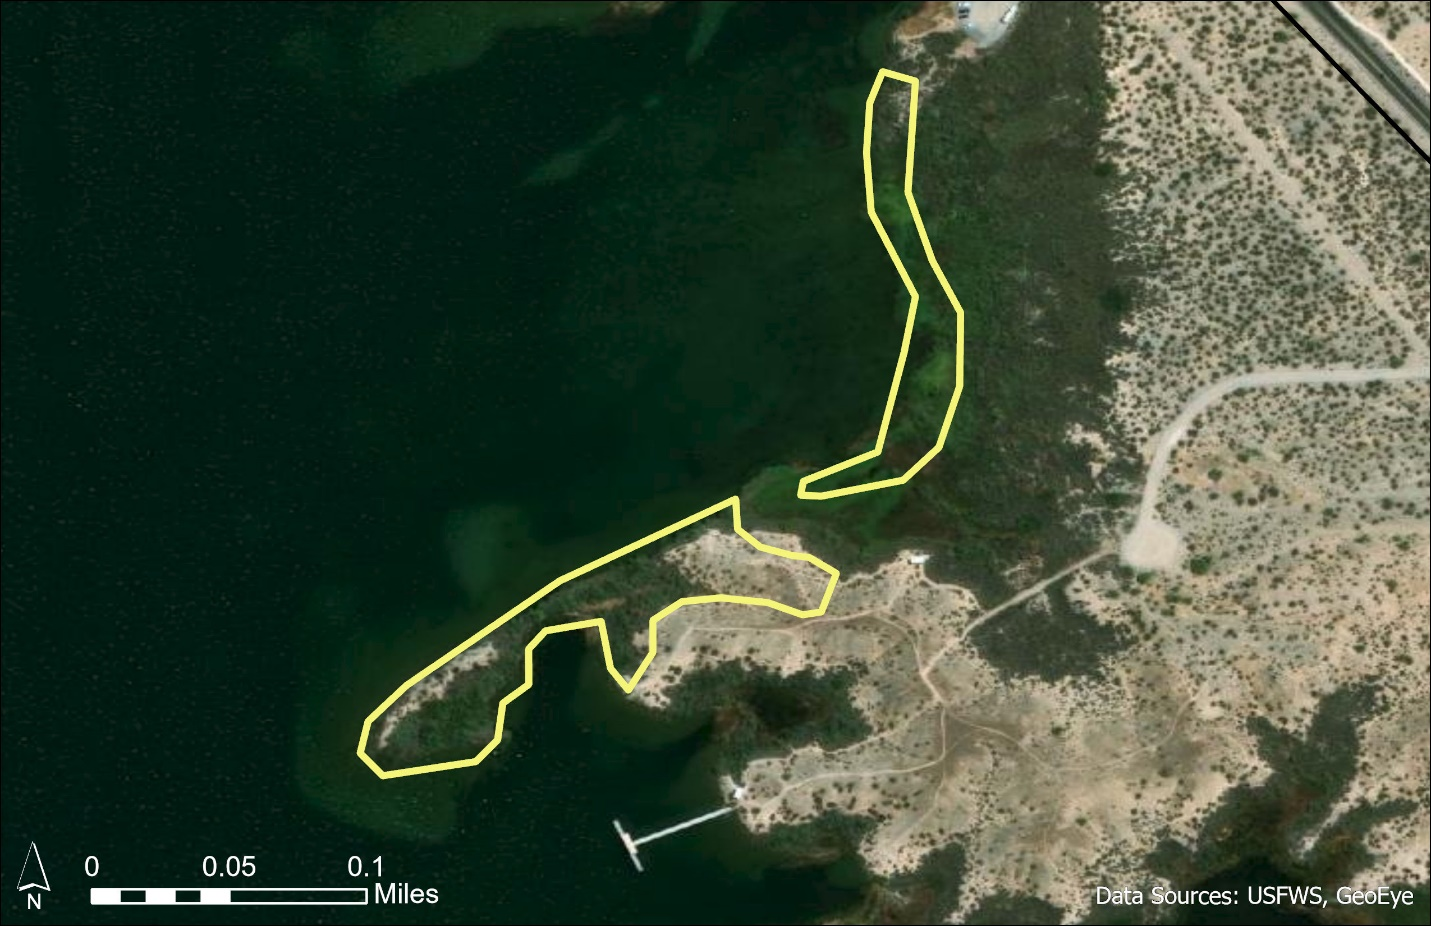 0 0.05 0.1
Miles
N
Data Sources: USFWS, GeoEye